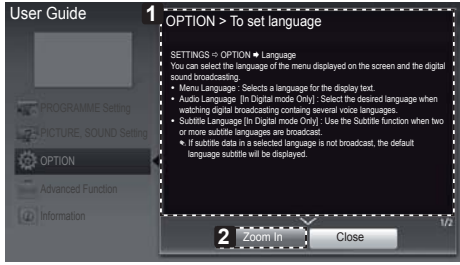 User Guide
1
OPTION > To set language
SETTINGS ⇨ OPTION ➡ Language
You can select the language of the menu displayed on the screen and the digital
sound broadcasting.
• Menu Language : Selects a language for the display text.
• Audio Language [In Digital mode Only] : Select the desired language when
watching digital broadcasting containg several voice languages.
• Subtitle Language [In Digital mode Only] : Use the Subtitle function when two
or more subtitle languages are broadcast.
If subtitle data in a selected language is not broadcast, the default
language subtitle will be displayed.
PROGRAMME Setting
PICTURE, SOUND Setting
OPTION
Advanced Function
Information
1/2
2
Zoom In
Close